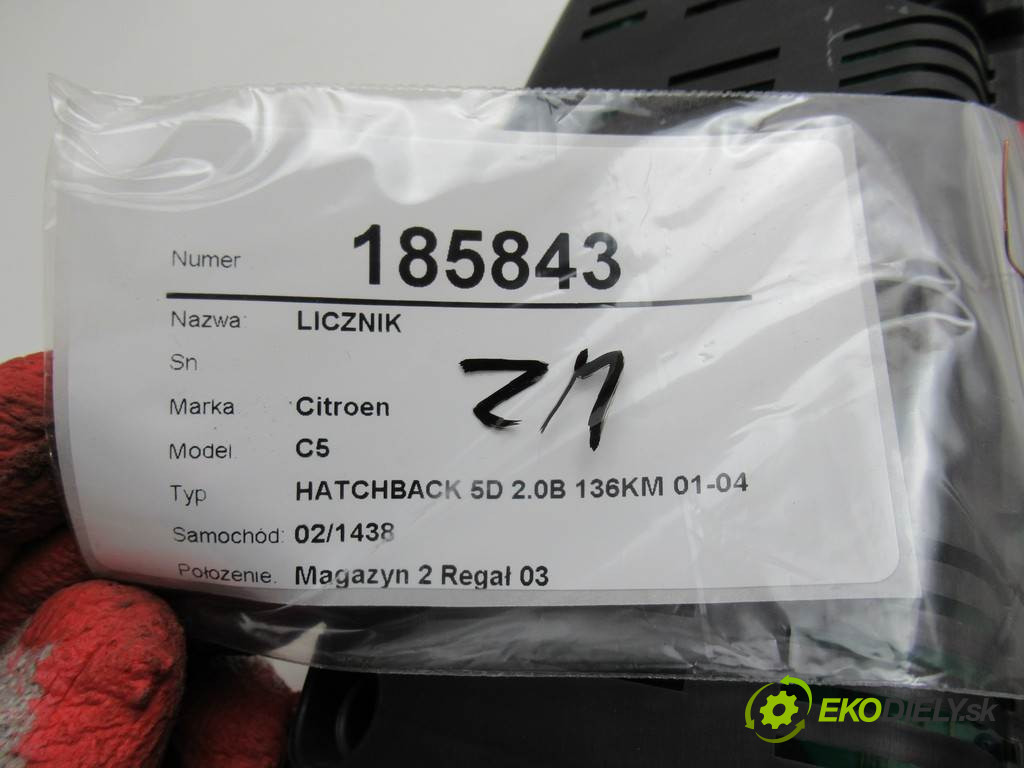 Numer 185843
Nazwa: LICZNIK
Sn
Marka Citroen
Model. C5
Typ HATCHBACK 5D 2.0B 136KM 01-04
Samochód: 02/1438
Położenie. Magazyn 2 Regał 03
EKODIELY.sk